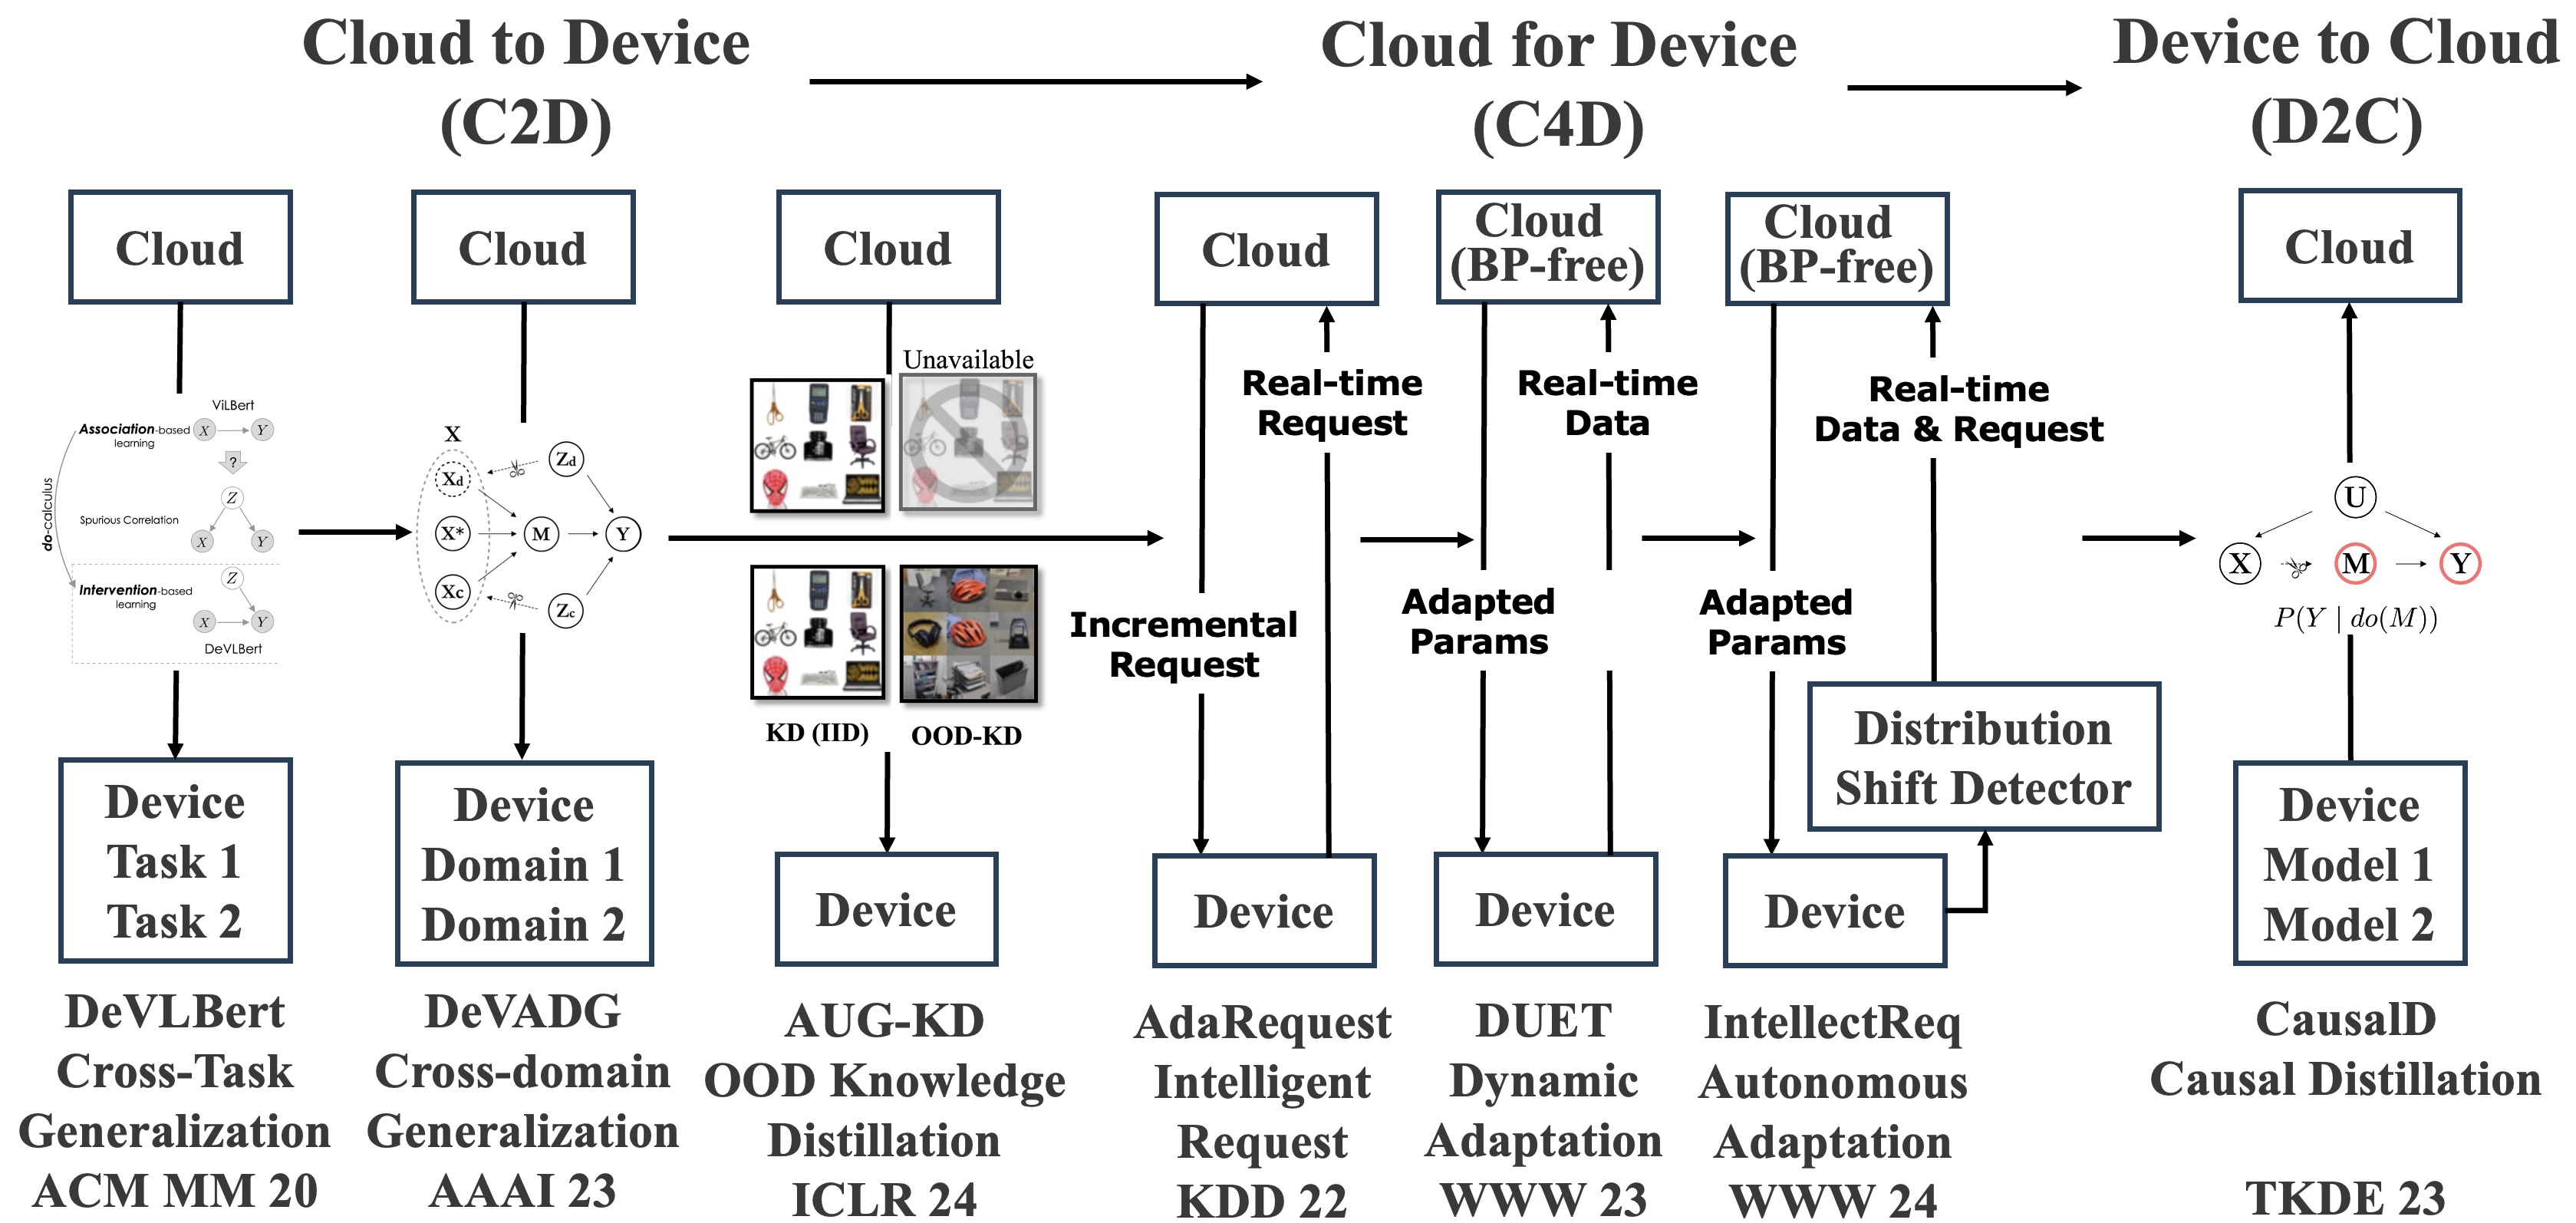 Cloud to Device
(C2D)
Cloud for Device
(C4D)
Device to Cloud
(D2C)
Cloud
ViLBert
Association-based
learning
X
Y
?
do-calculus
Z
Spurious Correlation
X
Y
Intervention-based
learning
Z
X
Y
DeVLBert
Device
Task 1
Task 2
DeVLBert
Cross-Task
Generalization
ACM MM 20
Cloud
X
Xd
Zd
X*
M
Y
Xc
Zc
Device
Domain 1
Domain 2
DeVADG
Cross-domain
Generalization
AAAI 23
Cloud
Unavailable
KD (IID)
OOD-KD
Device
AUG-KD
OOD Knowledge
Distillation
ICLR 24
Cloud
Real-time
Request
Incremental
Request
Device
AdaRequest
Intelligent
Request
KDD 22
Cloud
(BP-free)
Real-time
Data
Adapted
Params
Device
DUET
Dynamic
Adaptation
WWW 23
Cloud
(BP-free)
Real-time
Data & Request
Adapted
Params
Distribution
Shift Detector
Device
IntellectReq
Autonomous
Adaptation
WWW 24
Cloud
U
X
M
Y
P(Y | do(M))
Device
Model 1
Model 2
CausalD
Causal Distillation
TKDE 23